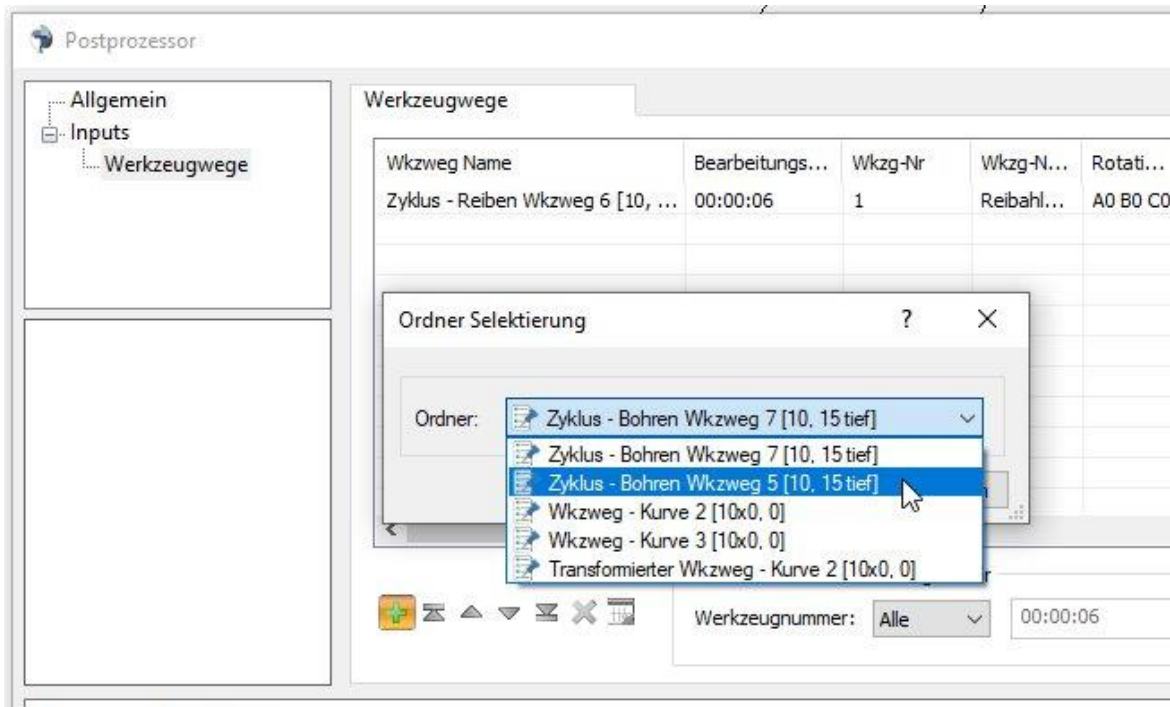 Postprozessor
Allgemein
Inputs
Werkzeugwege
Werkzeugwege
Wkzweg Name Bearbeitungs... Wkzg-Nr Wkzg-N... Rotati...
Zyklus - Reiben Wkzweg 6 [10, ... 00:00:06 1 Reibahl... A0 B0 C0
Ordner Selektierung ?
Ordner: Zyklus - Bohren Wkzweg 7 [10, 15 tief]
Zyklus - Bohren Wkzweg 7 [10, 15 tief]
Zyklus - Bohren Wkzweg 5 [10, 15 tief]
Wkzweg - Kurve 2 [10x0, 0]
Wkzweg - Kurve 3 [10x0, 0]
Transformierter Wkzweg - Kurve 2 [10x0, 0]
Werkzeugnummer: Alle 00:00:06